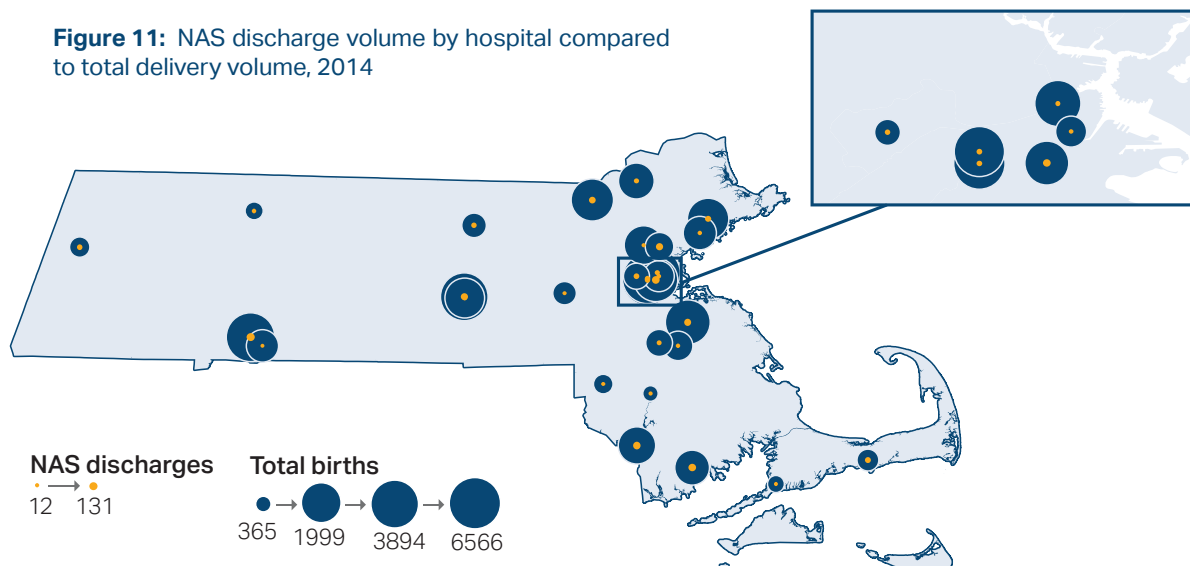 Figure 11: NAS discharge volume by hospital compared
to total delivery volume, 2014
NAS discharges
12 131
Total births
365 1999 3894 6566